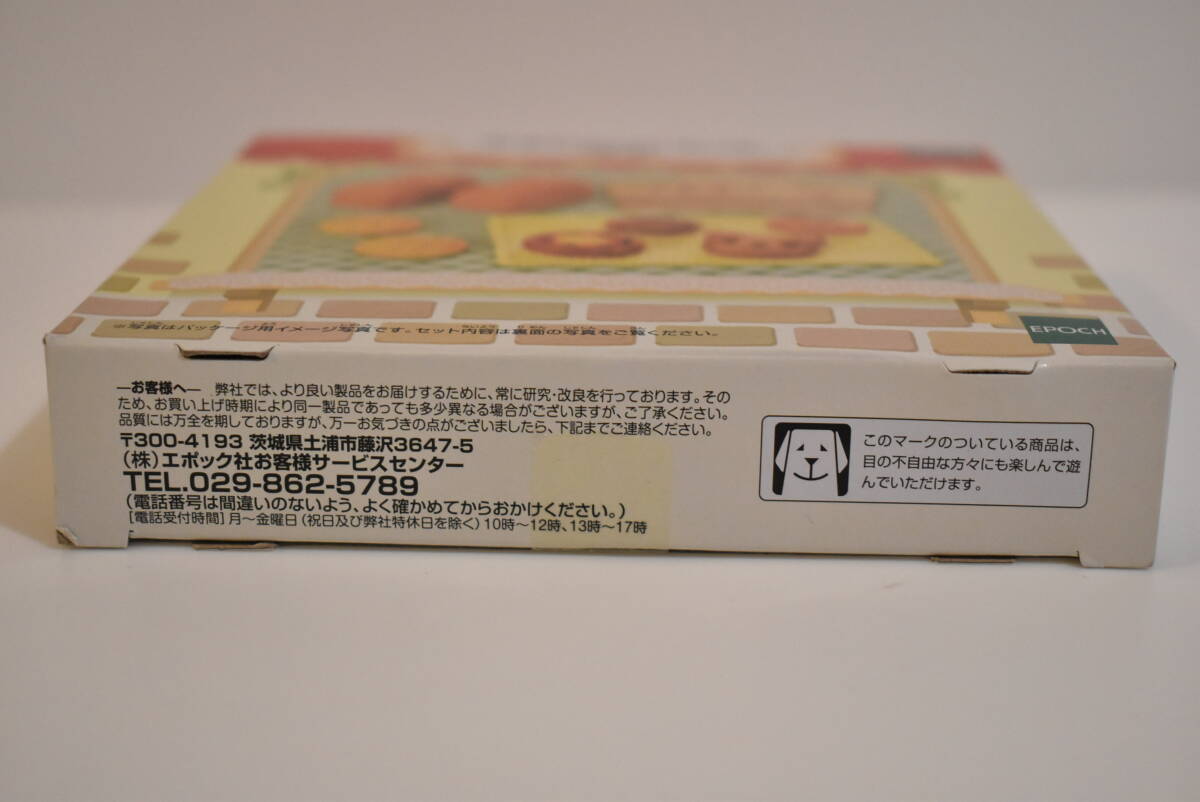 ※写真はパッケージ用イメージ写真です。セット内容は裏面の写真をご覧ください。
EPOCH
—お客様へ— 弊社では、より良い製品をお届けするために、常に研究・改良を行っております。その
ため、お買い上げ時期により同一製品であっても多少異なる場合がございますが、ご了承ください。
品質には万全を期しておりますが、万一お気づきの点がございましたら、下記までご連絡ください。
〒300-4193 茨城県土浦市藤沢3647-5
(株)エポック社お客様サービスセンター
TEL.029-862-5789
(電話番号は間違いのないよう、よく確かめてからおかけください。)
[電話受付時間]月〜金曜日(祝日及び弊社特休日を除く)10時〜12時、13時〜17時
このマークのついている商品は、
目の不自由な方々にも楽しんで遊
んでいただけます。